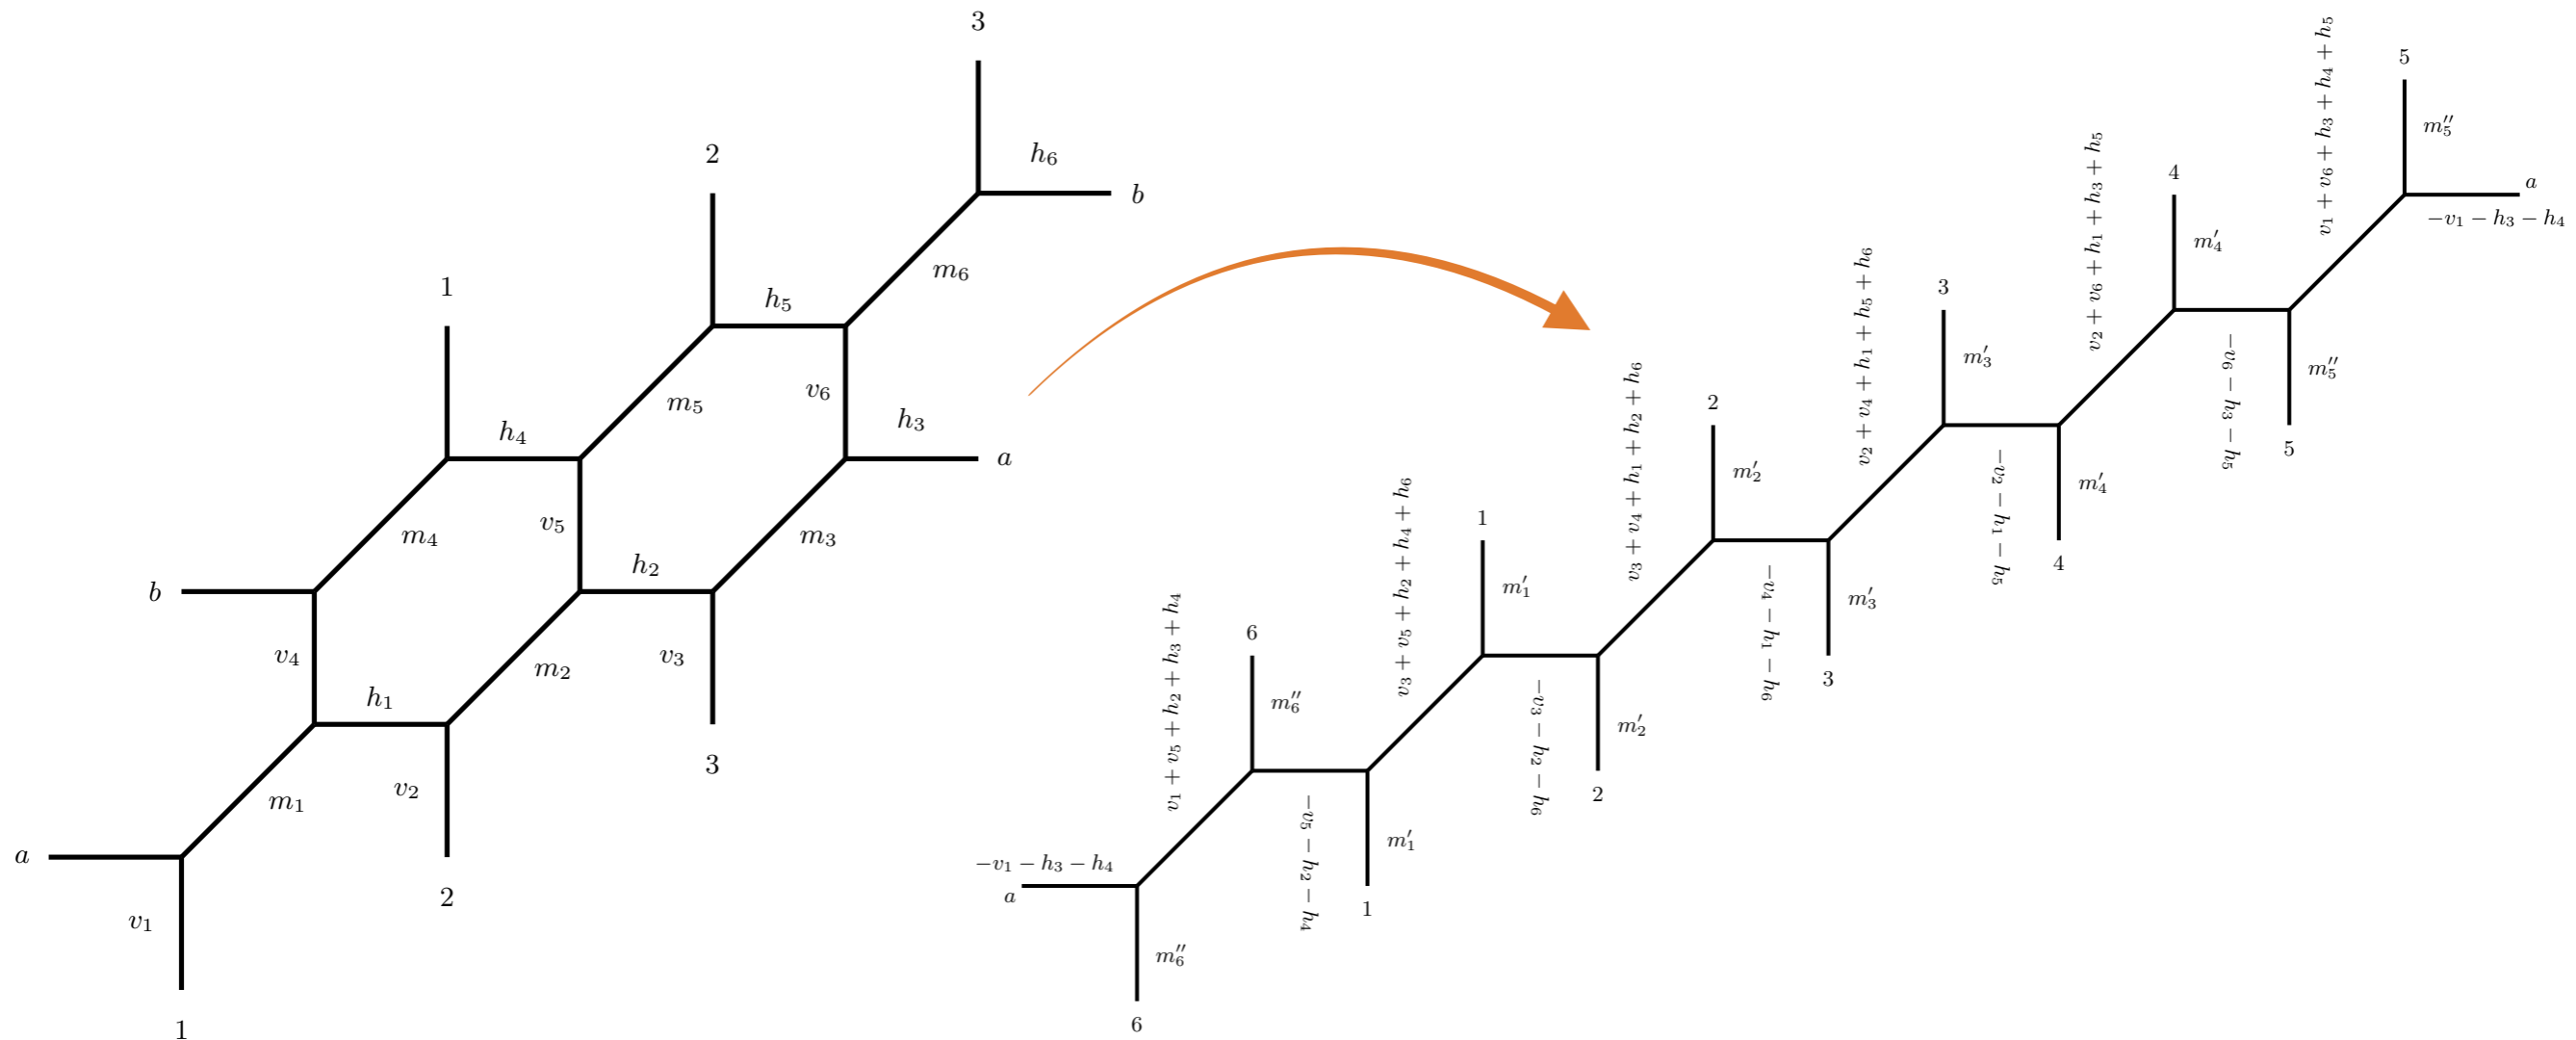 3
h₆
b
2
m₆
h₅
1
v₆
m₅
h₃
a
h₄
v₅
m₃
m₄
h₂
b
v₄
v₃
m₂
h₁
3
v₂
m₁
a
2
v₁
1
5
m″₅
a
−v₁ − h₃ − h₄
v₁ + v₆ + h₃ + h₄ + h₅
4
m′₄
−v₆ − h₃ − h₅
m″₅
5
v₂ + v₆ + h₁ + h₃ + h₅
3
m′₃
−v₂ − h₁ − h₅
m′₄
4
v₂ + v₄ + h₁ + h₅ + h₆
2
m′₂
−v₄ − h₁ − h₆
m′₃
3
v₃ + v₄ + h₁ + h₂ + h₆
1
m′₁
−v₃ − h₂ − h₆
m′₂
2
v₃ + v₅ + h₂ + h₄ + h₆
6
m″₆
−v₅ − h₂ − h₄
m′₁
1
v₁ + v₅ + h₂ + h₃ + h₄
−v₁ − h₃ − h₄
a
m″₆
6